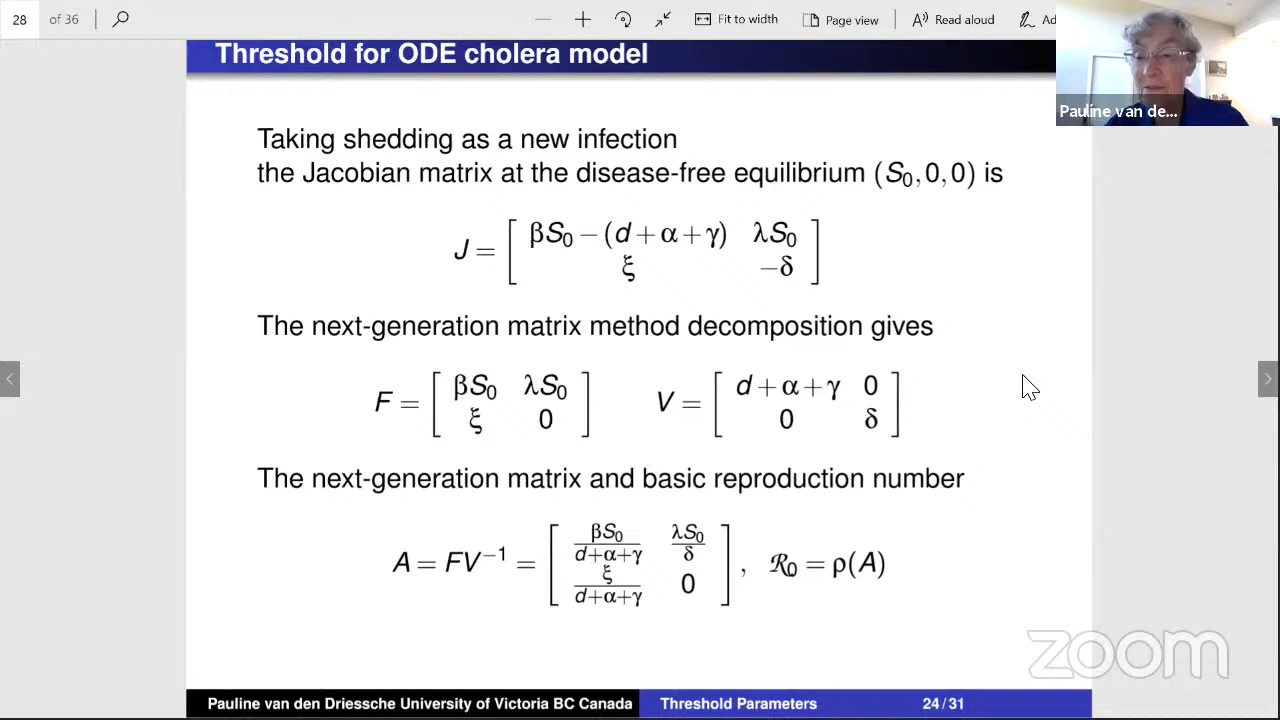 28 of 36 Fit to width Page view Read aloud Ad
Threshold for ODE cholera model
Pauline van de...
Taking shedding as a new infection
the Jacobian matrix at the disease-free equilibrium (S₀,0,0) is
J = [ βS₀ − (d + α + γ) λS₀
ξ −δ ]
The next-generation matrix method decomposition gives
F = [ βS₀ λS₀
ξ 0 ] V = [ d + α + γ 0
0 δ ]
The next-generation matrix and basic reproduction number
A = FV⁻¹ = [ βS₀/(d+α+γ) λS₀/δ
ξ/(d+α+γ) 0 ] , ℛ₀ = ρ(A)
zoom
Pauline van den Driessche University of Victoria BC Canada Threshold Parameters 24 / 31